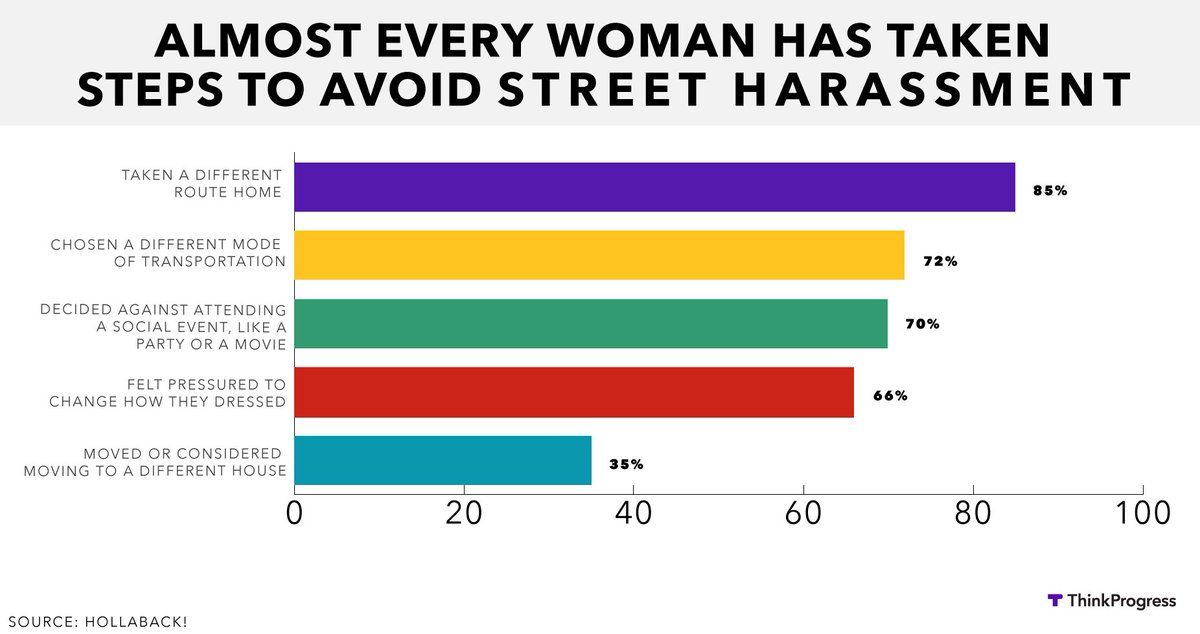 ALMOST EVERY WOMAN HAS TAKEN
STEPS TO AVOID STREET HARASSMENT
TAKEN A DIFFERENT
ROUTE HOME
85%
CHOSEN A DIFFERENT MODE
OF TRANSPORTATION
72%
DECIDED AGAINST ATTENDING
A SOCIAL EVENT, LIKE A
PARTY OR A MOVIE
70%
FELT PRESSURED TO
CHANGE HOW THEY DRESSED
66%
MOVED OR CONSIDERED
MOVING TO A DIFFERENT HOUSE
35%
0 20 40 60 80 100
ThinkProgress
SOURCE: HOLLABACK!